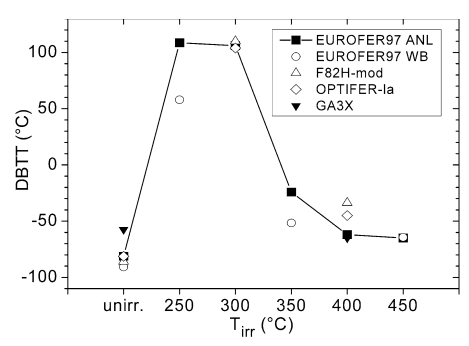 EUROFER97 ANL
EUROFER97 WB
F82H-mod
OPTIFER-Ia
GA3X
DBTT (°C)
100
50
0
-50
-100
unirr. 250 300 350 400 450
Tirr (°C)